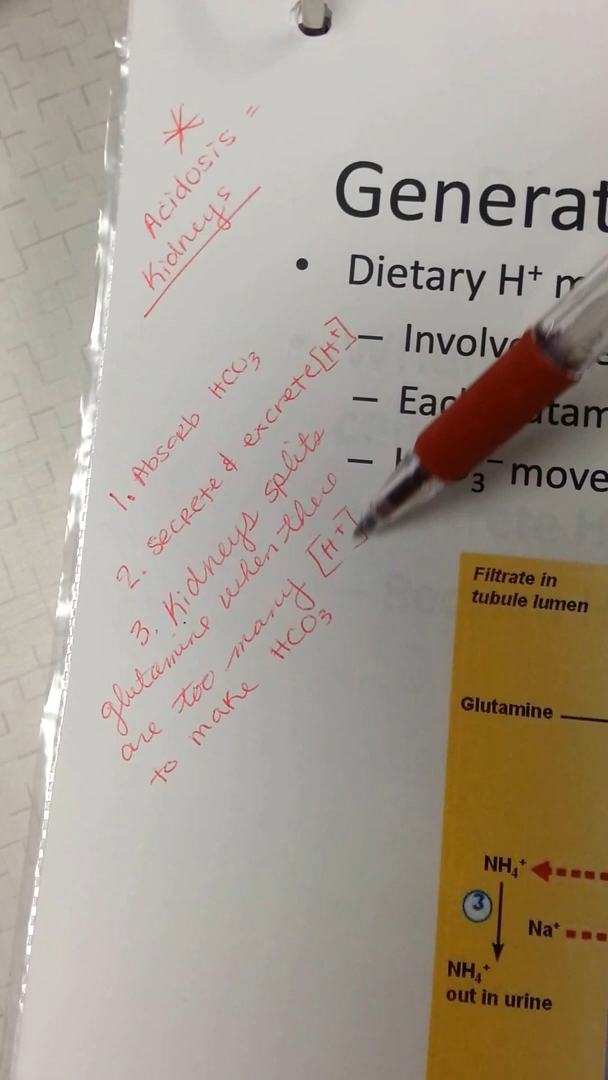 *
Acidosis =
Kidneys
1. Absorb HCO3
2. secrete & excrete [H+]
3. Kidneys splits
glutamine when there
are too many [H+]
to make HCO3
Generat
• Dietary H+ m
– Involv
– Eac
– 3− move
Filtrate in
tubule lumen
Glutamine
NH4+
3
Na+
NH4+
out in urine